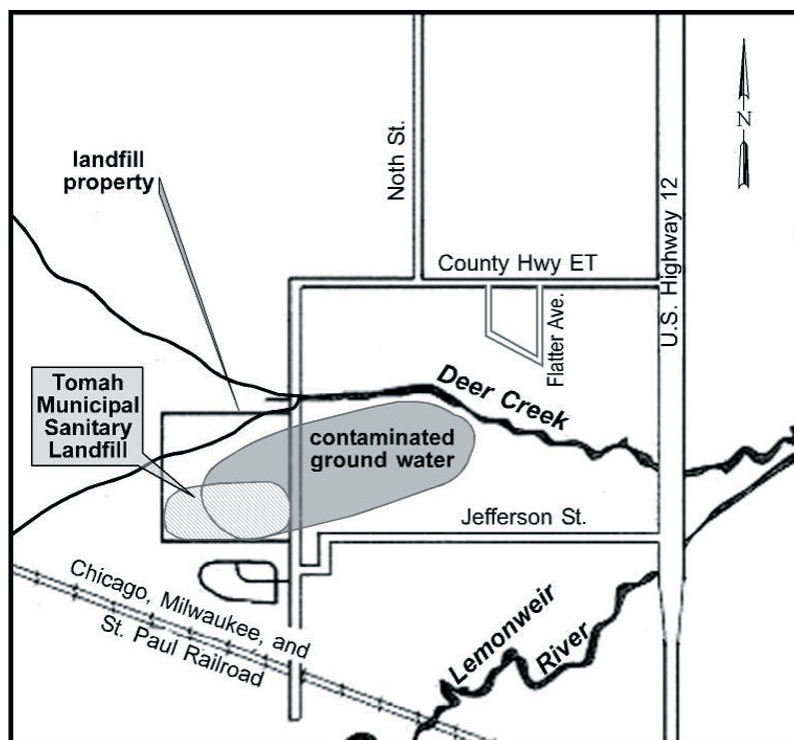 N
Noth St.
landfill
property
U.S. Highway 12
County Hwy ET
Flatter Ave.
Tomah
Municipal
Sanitary
Landfill
Deer Creek
contaminated
ground water
Jefferson St.
Chicago, Milwaukee, and
St. Paul Railroad
Lemonweir
River